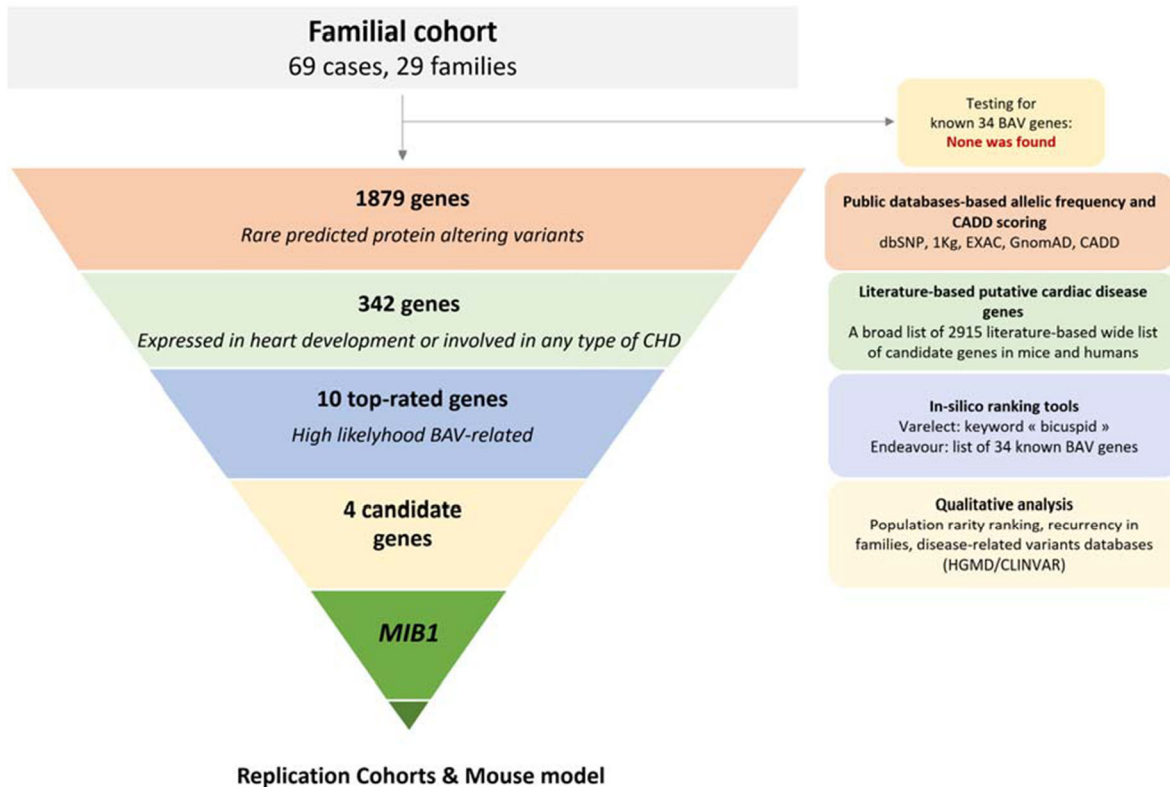 Familial cohort
69 cases, 29 families
Testing for
known 34 BAV genes:
None was found
1879 genes
Rare predicted protein altering variants
Public databases-based allelic frequency and
CADD scoring
dbSNP, 1Kg, EXAC, GnomAD, CADD
342 genes
Expressed in heart development or involved in any type of CHD
Literature-based putative cardiac disease
genes
A broad list of 2915 literature-based wide list
of candidate genes in mice and humans
10 top-rated genes
High likelyhood BAV-related
In-silico ranking tools
Varelect: keyword « bicuspid »
Endeavour: list of 34 known BAV genes
4 candidate
genes
Qualitative analysis
Population rarity ranking, recurrency in
families, disease-related variants databases
(HGMD/CLINVAR)
MIB1
Replication Cohorts & Mouse model